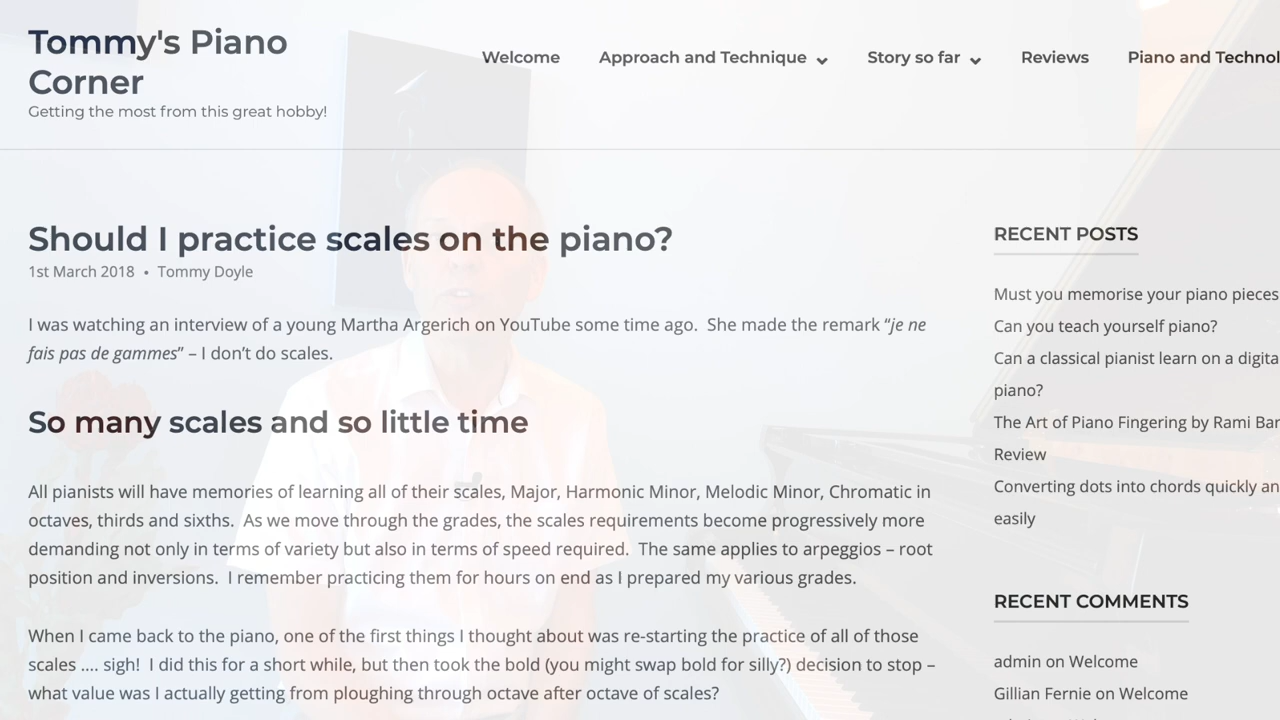 Tommy's Piano
Corner
Getting the most from this great hobby!
Welcome
Approach and Technique
Story so far
Reviews
Piano and
Should I practice scales on the piano?
1st March 2018 • Tommy Doyle
I was watching an interview of a young Martha Argerich on YouTube some time ago. She made the remark “je ne
fais pas de gammes” – I don’t do scales.
So many scales and so little time
All pianists will have memories of learning all of their scales, Major, Harmonic Minor, Melodic Minor, Chromatic in
octaves, thirds and sixths. As we move through the grades, the scales requirements become progressively more
demanding not only in terms of variety but also in terms of speed required. The same applies to arpeggios – root
position and inversions. I remember practicing them for hours on end as I prepared my various grades.
When I came back to the piano, one of the first things I thought about was re-starting the practice of all of those
scales .... sigh! I did this for a short while, but then took the bold (you might swap bold for silly?) decision to stop –
what value was I actually getting from ploughing through octave after octave of scales?
RECENT POSTS
Must you memorise your piano pieces
Can you teach yourself piano?
Can a classical pianist learn on a
piano?
The Art of Piano Fingering by Rami
Review
Converting dots into chords quickly
easily
RECENT COMMENTS
admin on Welcome
Gillian Fernie on Welcome